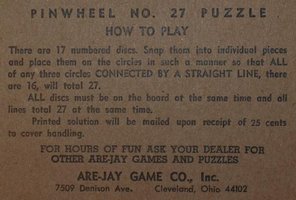 PINWHEEL NO. 27 PUZZLE
HOW TO PLAY
There are 17 numbered discs. Snap them into individual pieces
and place them on the circles in such a manner so that ALL
of any three circles CONNECTED BY A STRAIGHT LINE, there
are 16, will total 27.
ALL discs must be on the board at the same time and all
lines total 27 at the same time.
Printed solution will be mailed upon receipt of 25 cents
to cover handling.
FOR HOURS OF FUN ASK YOUR DEALER FOR
OTHER ARE-JAY GAMES AND PUZZLES
ARE-JAY GAME CO., Inc.
7509 Denison Ave. Cleveland, Ohio 44102